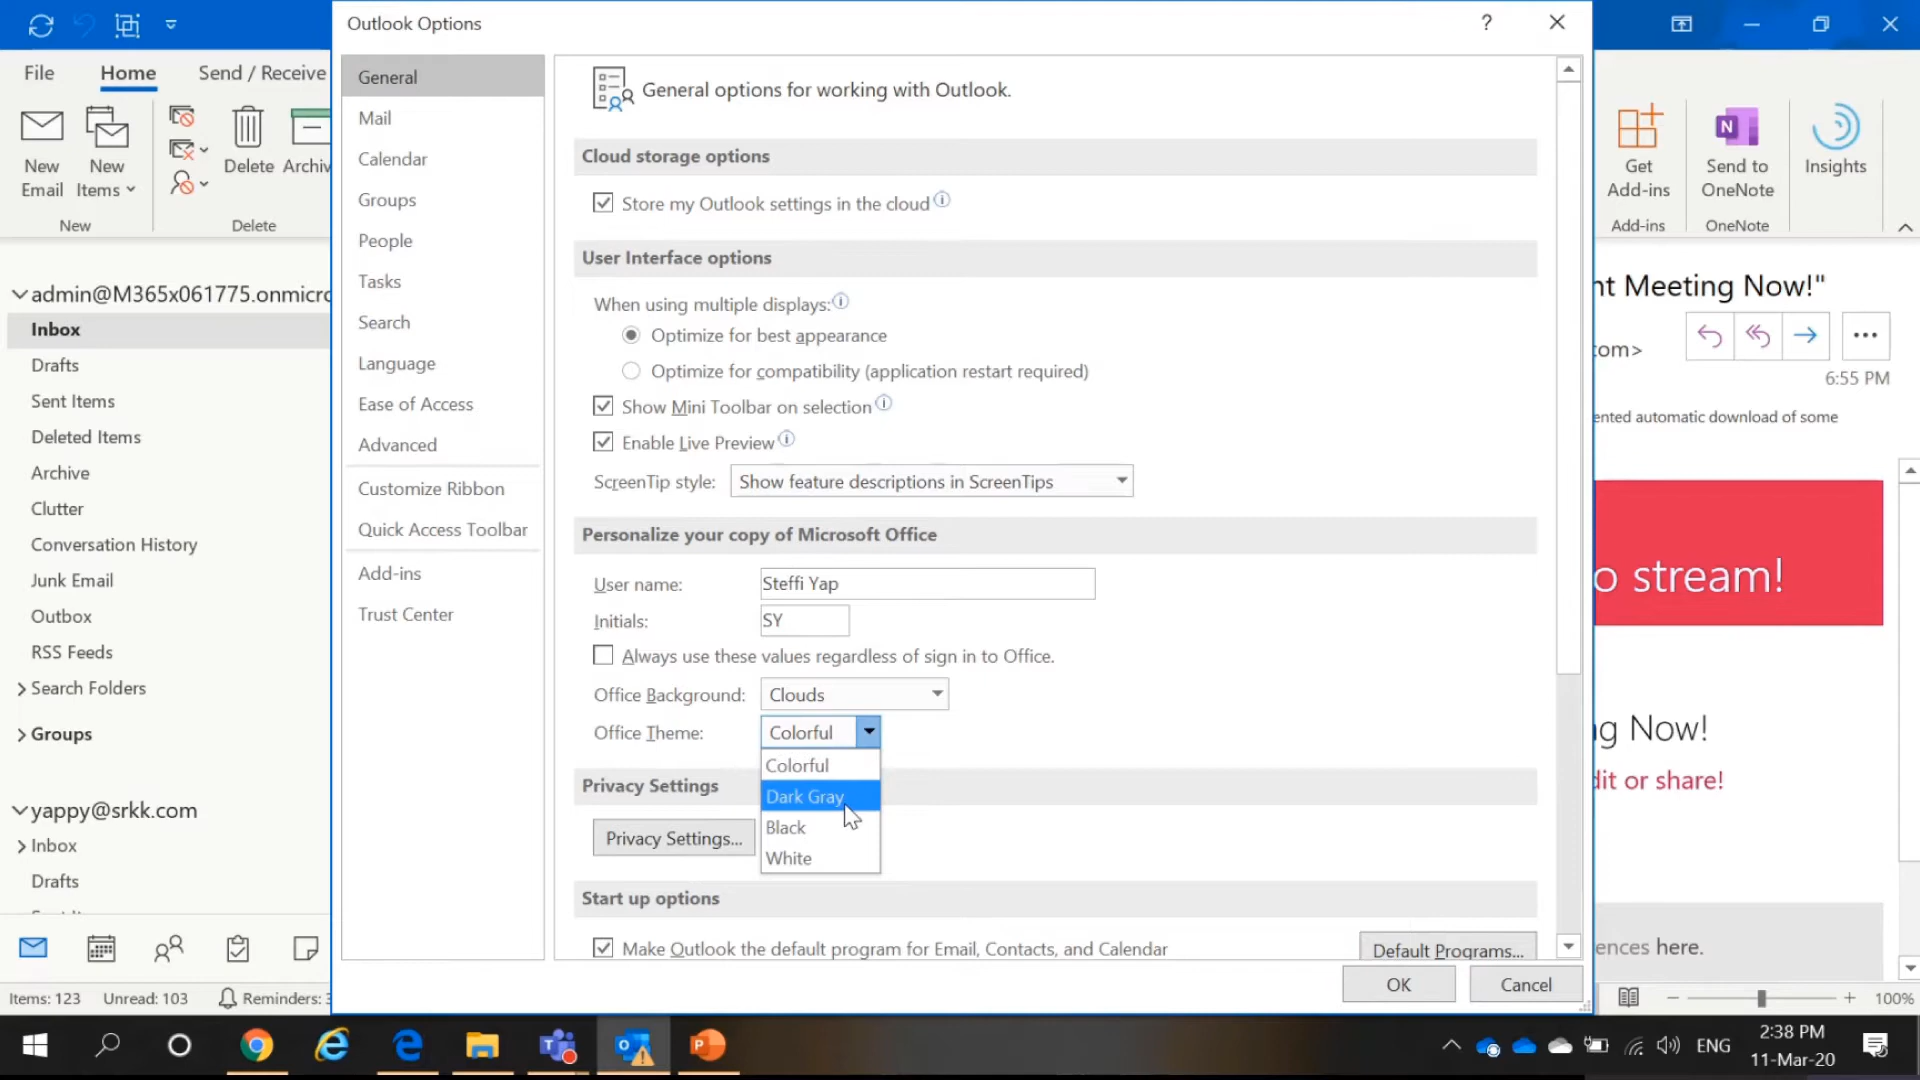 Outlook Options
?
File
Home
Send / Receive
New
Email
New
Items
Delete
Archiv
New
Delete
Get
Add-ins
Send to
OneNote
Insights
Add-ins
OneNote
admin@M365x061775.onmicro
Inbox
Drafts
Sent Items
Deleted Items
Archive
Clutter
Conversation History
Junk Email
Outbox
RSS Feeds
Search Folders
Groups
yappy@srkk.com
Inbox
Drafts
Items: 123
Unread: 103
Reminders: 3
General
Mail
Calendar
Groups
People
Tasks
Search
Language
Ease of Access
Advanced
Customize Ribbon
Quick Access Toolbar
Add-ins
Trust Center
General options for working with Outlook.
Cloud storage options
Store my Outlook settings in the cloud
User Interface options
When using multiple displays:
Optimize for best appearance
Optimize for compatibility (application restart required)
Show Mini Toolbar on selection
Enable Live Preview
ScreenTip style:
Show feature descriptions in ScreenTips
Personalize your copy of Microsoft Office
User name:
Steffi Yap
Initials:
SY
Always use these values regardless of sign in to Office.
Office Background:
Clouds
Office Theme:
Colorful
Colorful
Dark Gray
Black
White
Privacy Settings
Privacy Settings...
Start up options
Make Outlook the default program for Email, Contacts, and Calendar
Default Programs...
OK
Cancel
nt Meeting Now!"
com>
6:55 PM
ented automatic download of some
o stream!
g Now!
dit or share!
ences here.
100%
ENG
2:38 PM
11-Mar-20